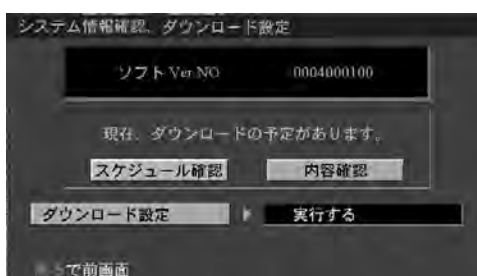 システム情報確認、ダウンロード設定
ソフト Ver.NO 0004000100
現在、ダウンロードの予定があります。
スケジュール確認 内容確認
ダウンロード設定 ▶ 実行する
で前画面